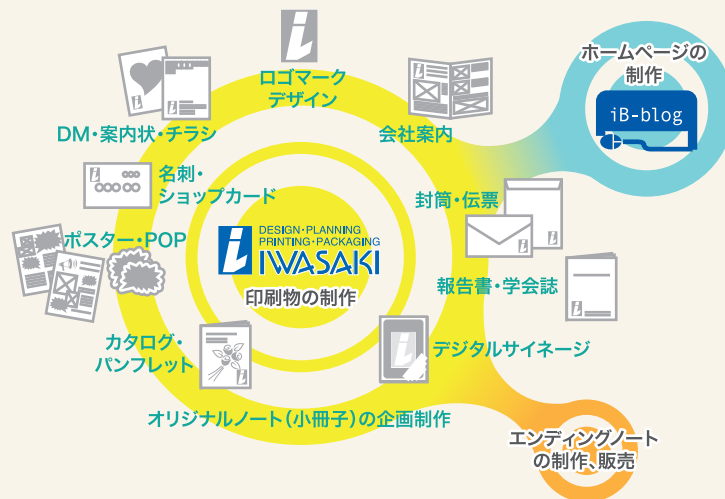 ロゴマーク
デザイン
ホームページの
制作
iB-blog
DM・案内状・チラシ
会社案内
名刺・
ショップカード
封筒・伝票
ポスター・POP
DESIGN・PLANNING
PRINTING・PACKAGING
i IWASAKI
印刷物の制作
報告書・学会誌
カタログ・
パンフレット
デジタルサイネージ
オリジナルノート(小冊子)の企画制作
エンディングノート
の制作、販売